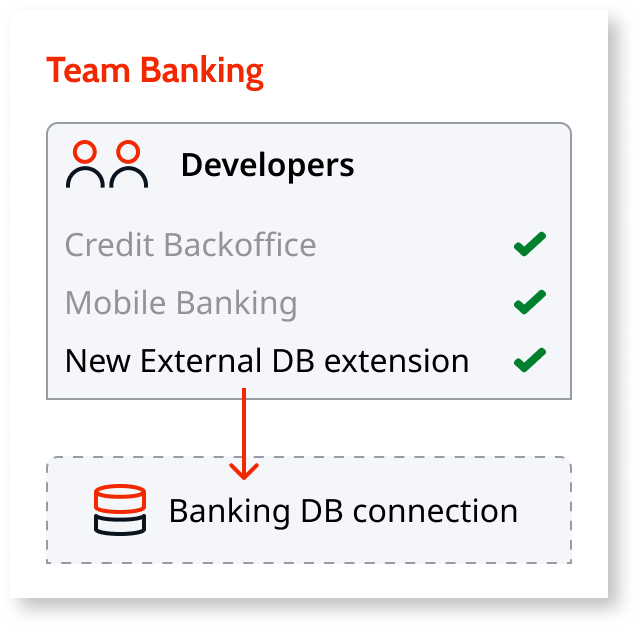 Team Banking
Developers
Credit Backoffice
Mobile Banking
New External DB extension
Banking DB connection